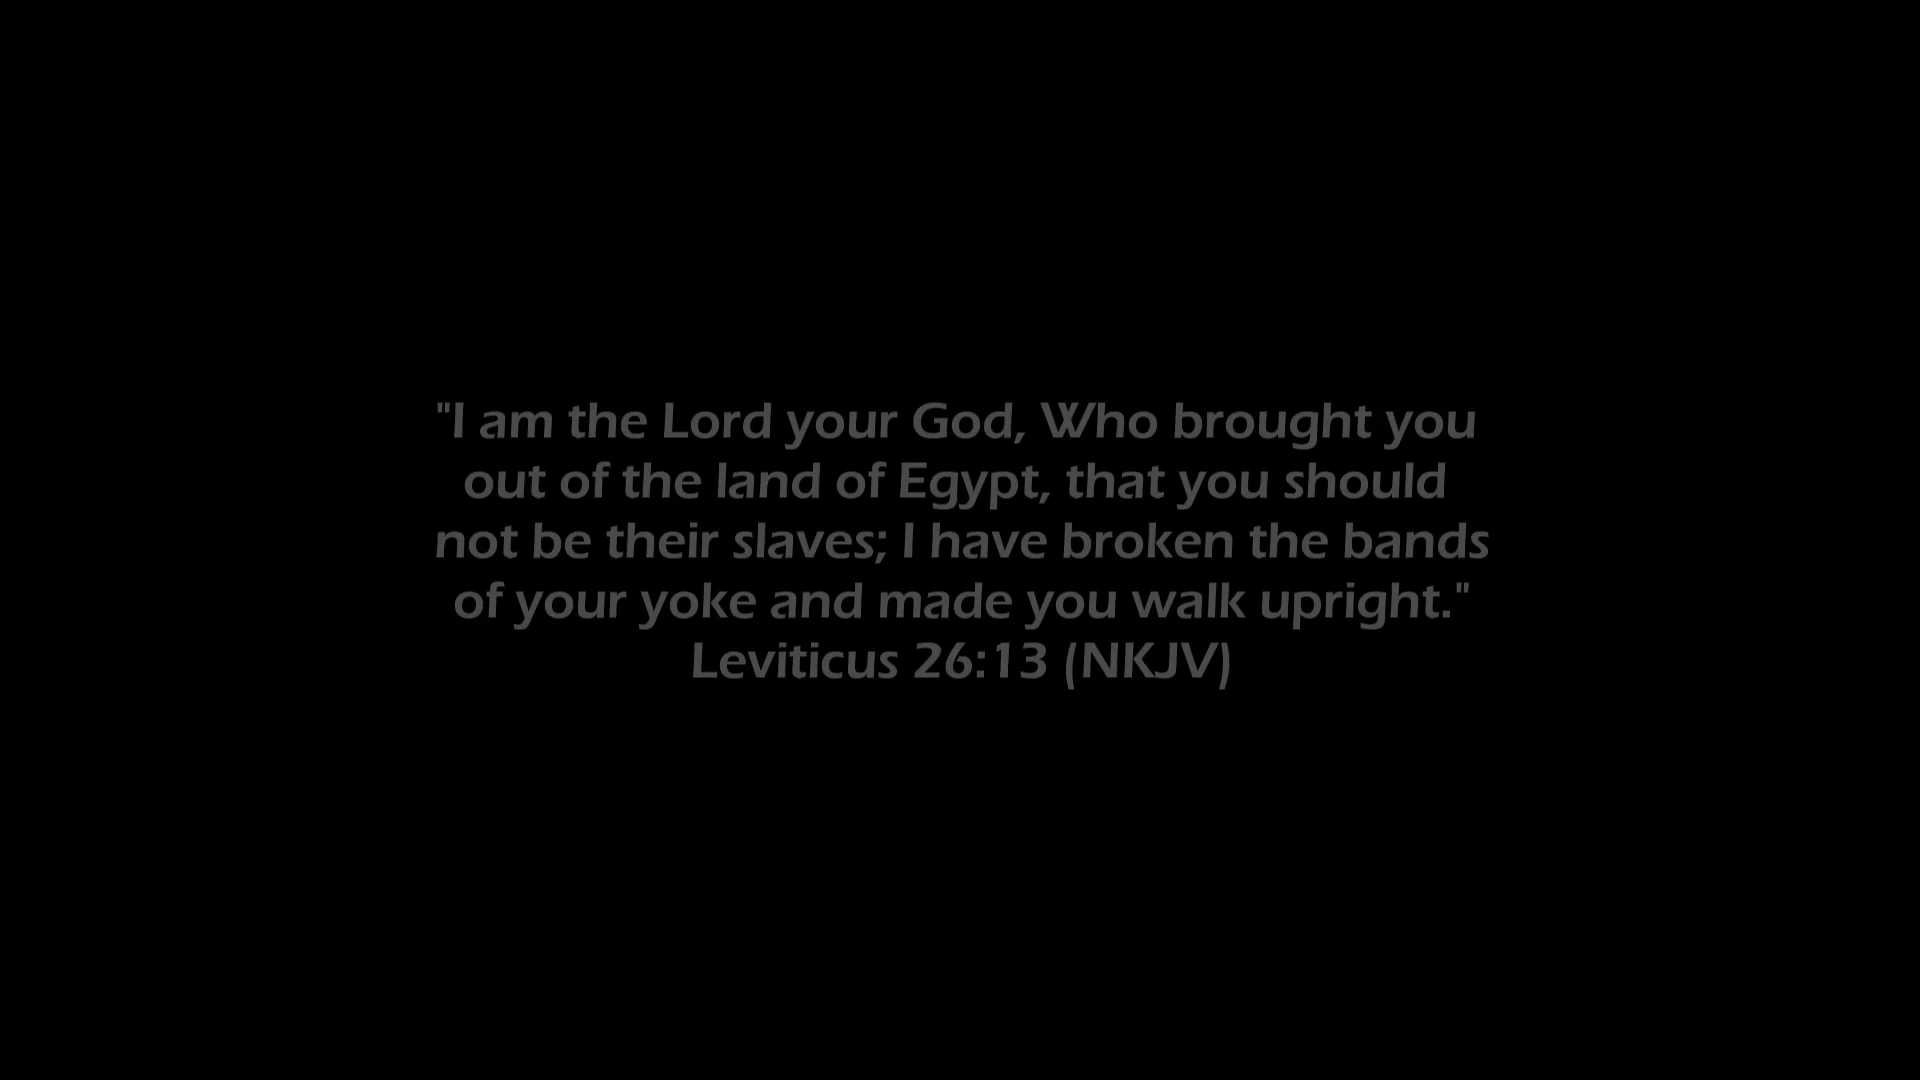 "I am the Lord your God, Who brought you
out of the land of Egypt, that you should
not be their slaves; I have broken the bands
of your yoke and made you walk upright."
Leviticus 26:13 (NKJV)